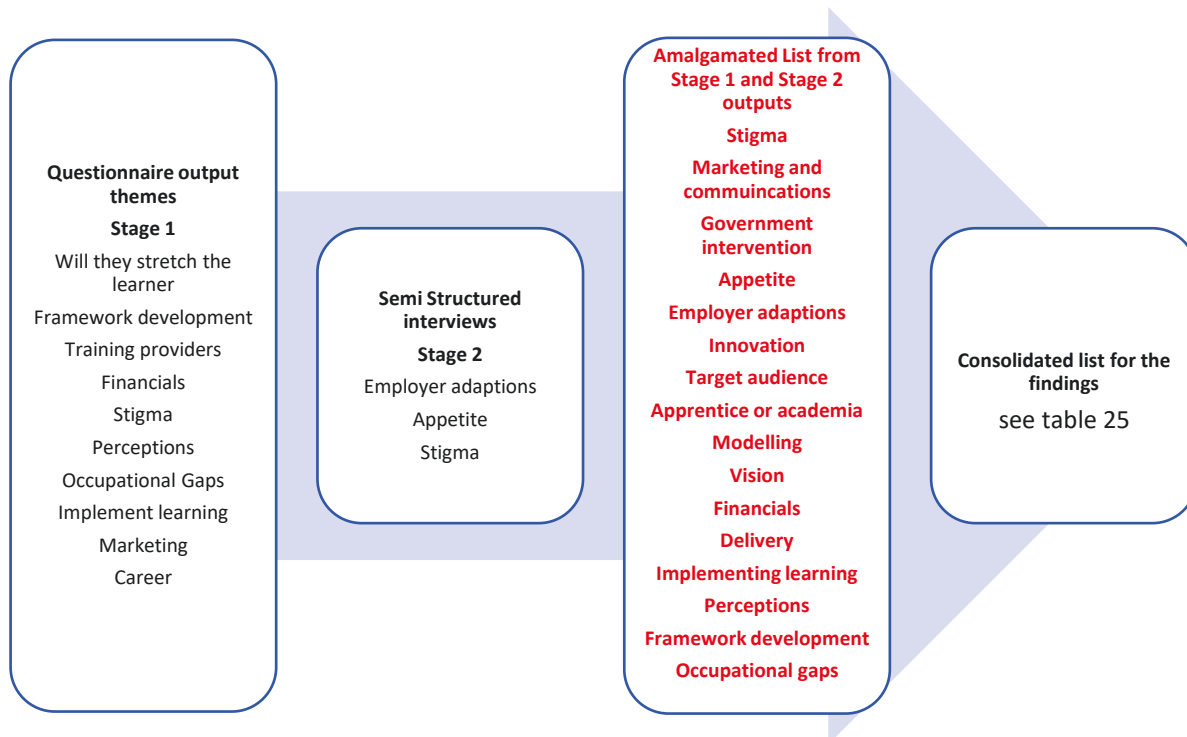 Questionnaire output
themes
Stage 1
Will they stretch the
learner
Framework development
Training providers
Financials
Stigma
Perceptions
Occupational Gaps
Implement learning
Marketing
Career
Semi Structured
interviews
Stage 2
Employer adaptions
Appetite
Stigma
Amalgamated List from
Stage 1 and Stage 2
outputs
Stigma
Marketing and
commuincations
Government
intervention
Appetite
Employer adaptions
Innovation
Target audience
Apprentice or academia
Modelling
Vision
Financials
Delivery
Implementing learning
Perceptions
Framework development
Occupational gaps
Consolidated list for the
findings
see table 25